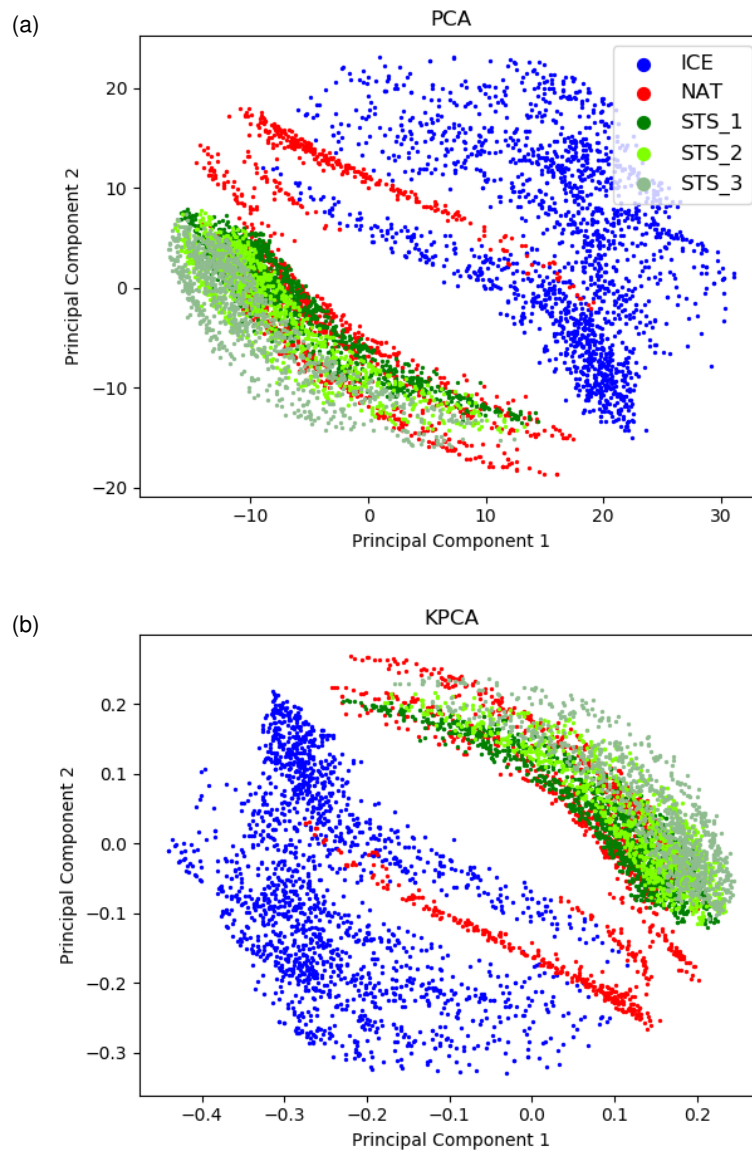 (a)
PCA
ICE
NAT
STS_1
STS_2
STS_3
20
10
0
−10
−20
Principal Component 2
−10 0 10 20 30
Principal Component 1
(b)
KPCA
0.2
0.1
0.0
−0.1
−0.2
−0.3
Principal Component 2
−0.4 −0.3 −0.2 −0.1 0.0 0.1 0.2
Principal Component 1